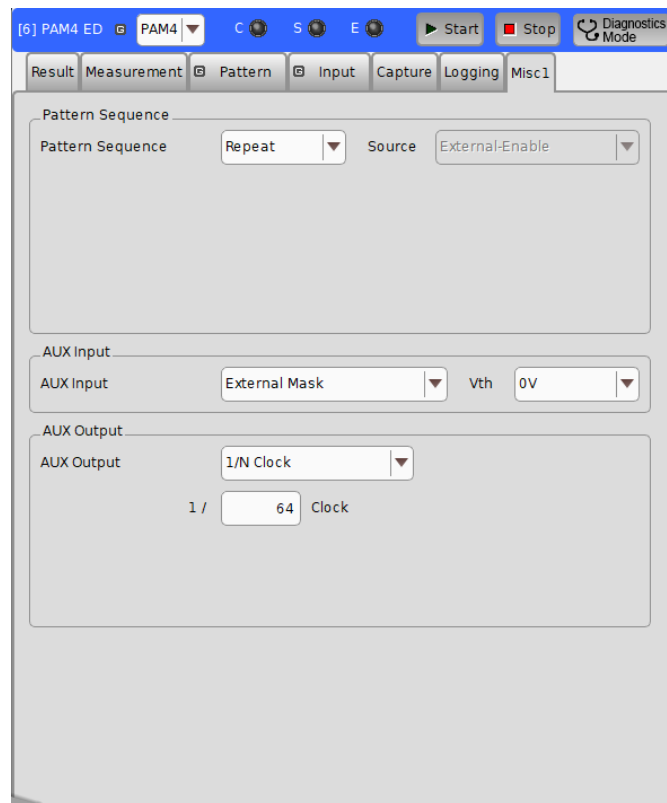 [6] PAM4 ED G PAM4 C S E Start Stop Diagnostics Mode
Result Measurement G Pattern G Input Capture Logging Misc1
Pattern Sequence
Pattern Sequence Repeat Source External-Enable
AUX Input
AUX Input External Mask Vth 0V
AUX Output
AUX Output 1/N Clock
1 / 64 Clock